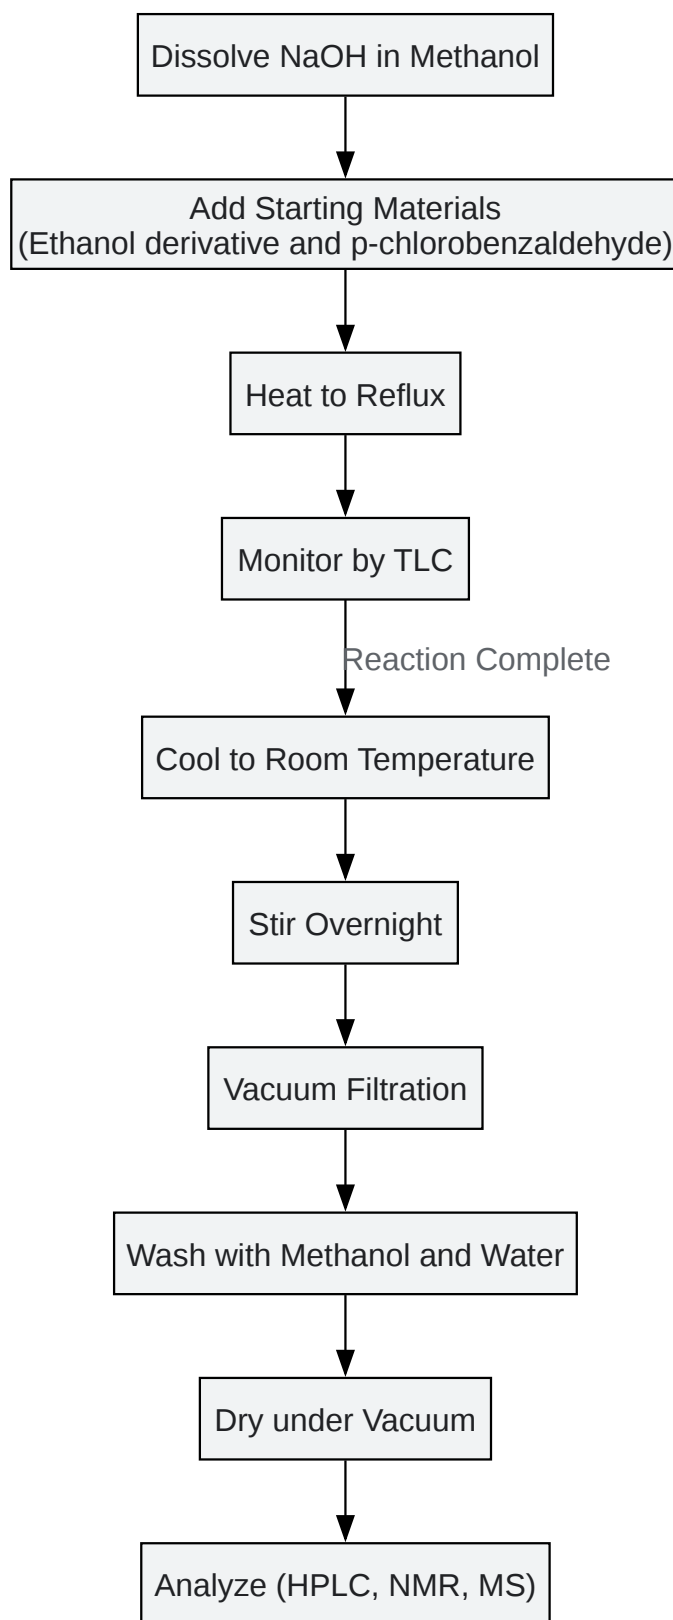 Dissolve NaOH in Methanol
Add Starting Materials
(Ethanol derivative and p-chlorobenzaldehyde)
Heat to Reflux
Monitor by TLC
Reaction Complete
Cool to Room Temperature
Stir Overnight
Vacuum Filtration
Wash with Methanol and Water
Dry under Vacuum
Analyze (HPLC, NMR, MS)